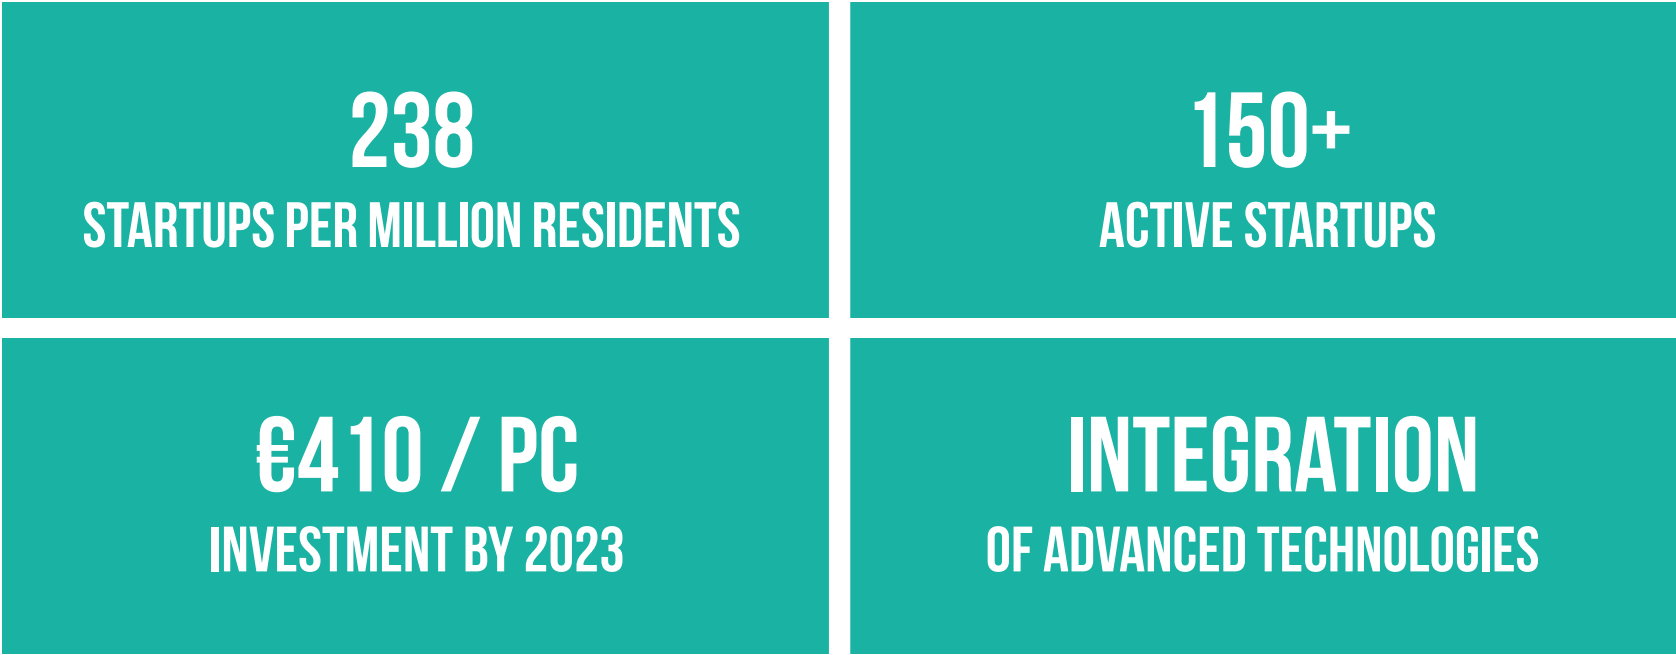 238
STARTUPS PER MILLION RESIDENTS
150+
ACTIVE STARTUPS
€410 / PC
INVESTMENT BY 2023
INTEGRATION
OF ADVANCED TECHNOLOGIES